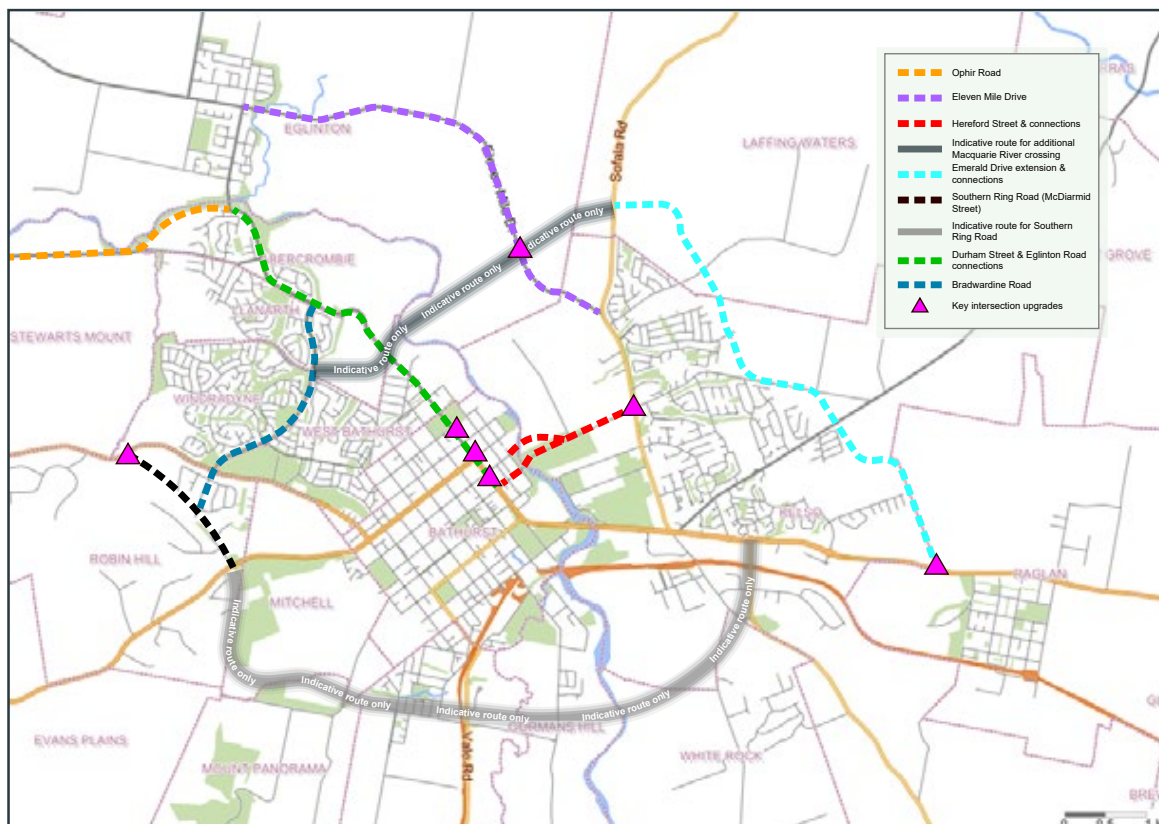 Ophir Road
Eleven Mile Drive
Hereford Street & connections
Indicative route for additional
Macquarie River crossing
Emerald Drive extension &
connections
Southern Ring Road (McDiarmid
Street)
Indicative route for Southern
Ring Road
Durham Street & Eglinton Road
connections
Bradwardine Road
Key intersection upgrades
EGLINTON
Sofala Rd
LAFFING WATERS
Indicative route only
Indicative route only
Indicative route only
Indicative route only
GROVE
LLANARTH
STEWARTS MOUNT
WINDRADYNE
WEST BATHURST
BATHURST
KELSO
ROBIN HILL
MITCHELL
RAGLAN
Indicative route only
Indicative route only
Indicative route only
Indicative route only
Indicative route only
EVANS PLAINS
MOUNT PANORAMA
Vale Rd
GORMANS HILL
WHITE ROCK
BREW
0 0.5 1